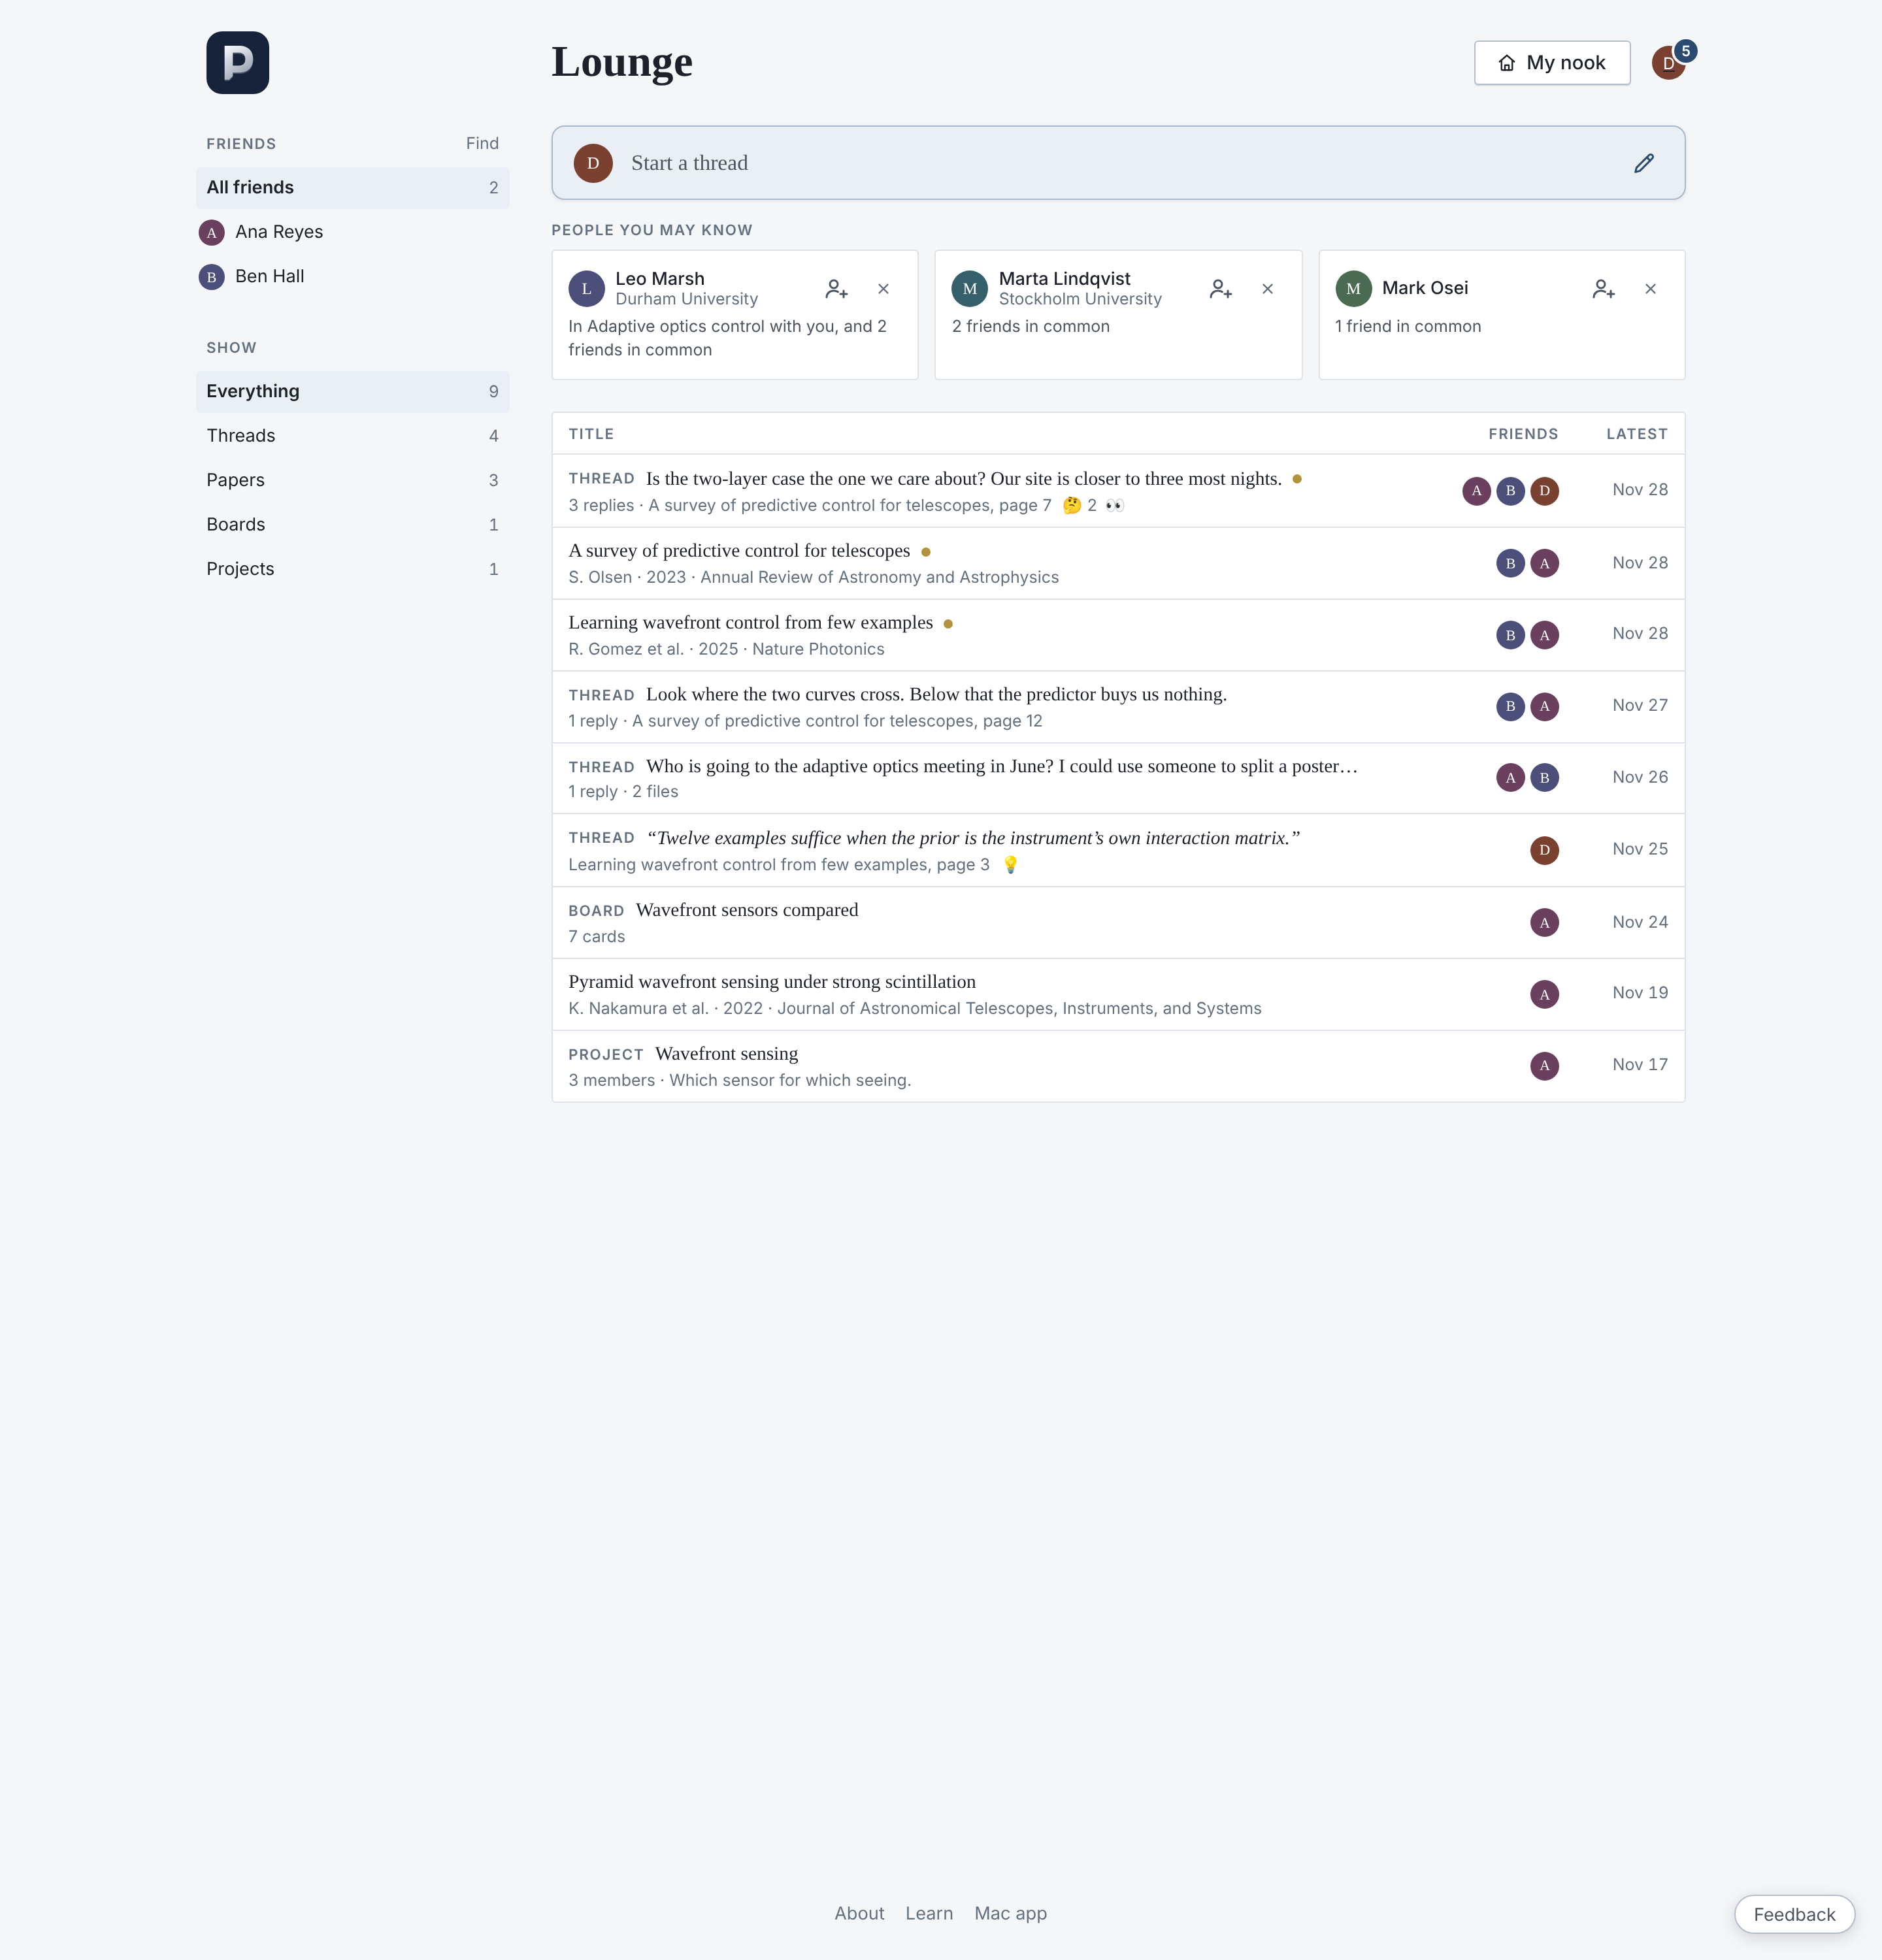 P
Lounge
My nook
D
5
FRIENDS
Find
All friends
2
A
Ana Reyes
B
Ben Hall
SHOW
Everything
9
Threads
4
Papers
3
Boards
1
Projects
1
D
Start a thread
PEOPLE YOU MAY KNOW
L
Leo Marsh
Durham University
In Adaptive optics control with you, and 2
friends in common
M
Marta Lindqvist
Stockholm University
2 friends in common
M
Mark Osei
1 friend in common
TITLE FRIENDS LATEST
THREAD Is the two-layer case the one we care about? Our site is closer to three most nights.
3 replies · A survey of predictive control for telescopes, page 7 🤔 2 👀
A B D
Nov 28
A survey of predictive control for telescopes
S. Olsen · 2023 · Annual Review of Astronomy and Astrophysics
B A
Nov 28
Learning wavefront control from few examples
R. Gomez et al. · 2025 · Nature Photonics
B A
Nov 28
THREAD Look where the two curves cross. Below that the predictor buys us nothing.
1 reply · A survey of predictive control for telescopes, page 12
B A
Nov 27
THREAD Who is going to the adaptive optics meeting in June? I could use someone to split a poster…
1 reply · 2 files
A B
Nov 26
THREAD “Twelve examples suffice when the prior is the instrument’s own interaction matrix.”
Learning wavefront control from few examples, page 3 💡
D
Nov 25
BOARD Wavefront sensors compared
7 cards
A
Nov 24
Pyramid wavefront sensing under strong scintillation
K. Nakamura et al. · 2022 · Journal of Astronomical Telescopes, Instruments, and Systems
A
Nov 19
PROJECT Wavefront sensing
3 members · Which sensor for which seeing.
A
Nov 17
About Learn Mac app
Feedback